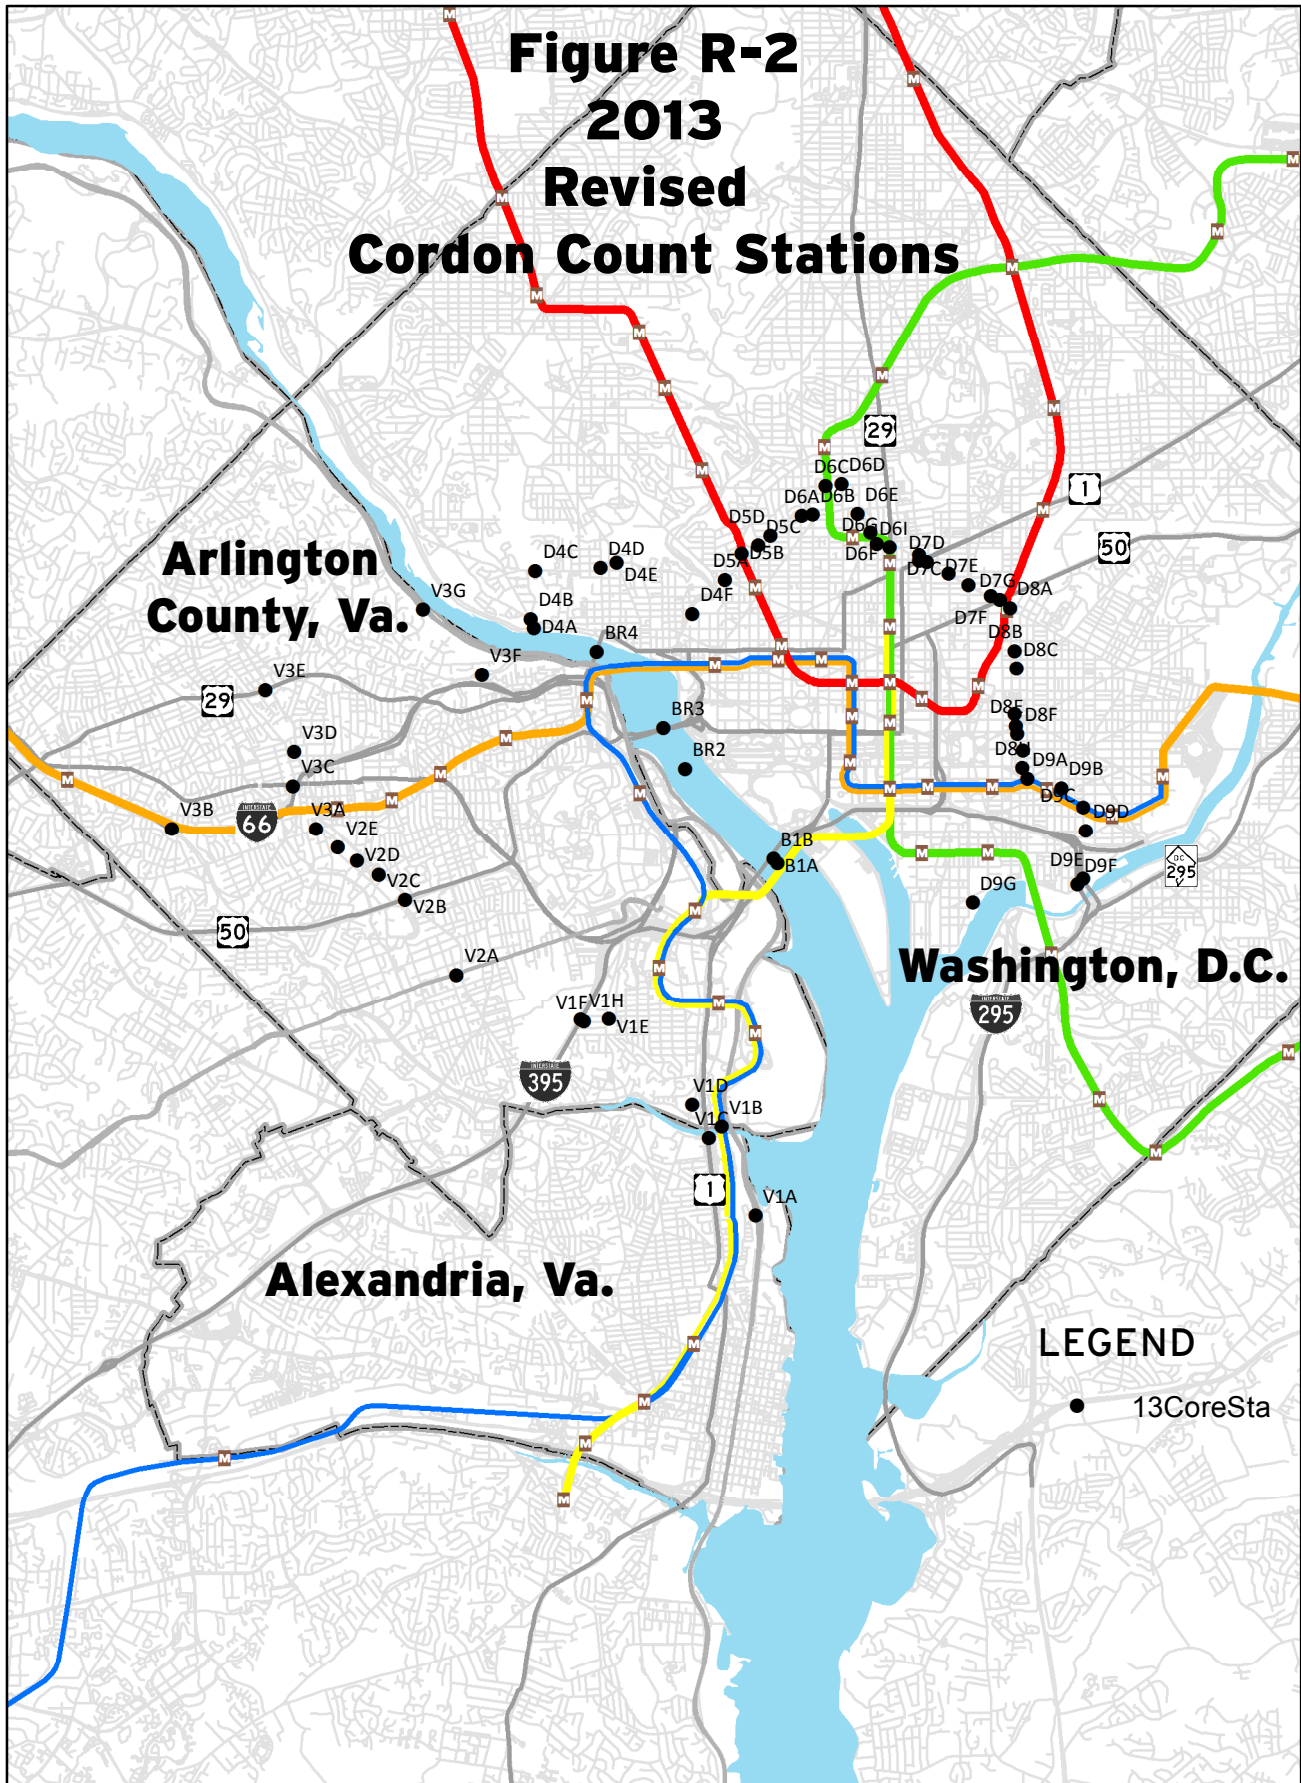 Figure R-2
2013
Revised
Cordon Count Stations
29
D6C D6D
D6A D6B D6E
1
D5D D5C
D6G D6I
50
D6F
D7D
D5A D5B
D7C D7E
D4D
D4C
D4E
D7G D8A
Arlington
County, Va.
V3G
D4B
D4F
D7F
D4A
D8B
BR4
D8C
V3F
V3E
29
BR3
D8E D8F
V3D
BR2
D8H
D9A
V3C
D9B
D9C
INTERSTATE
66
V3B
V3A
D9D
V2E
B1B
B1A
V2D
D9E D9F
DC
295
V2C
V2B
D9G
50
V2A
Washington, D.C.
V1F V1H
V1E
INTERSTATE
295
INTERSTATE
395
V1D
V1B
V1C
1
V1A
Alexandria, Va.
LEGEND
13CoreSta